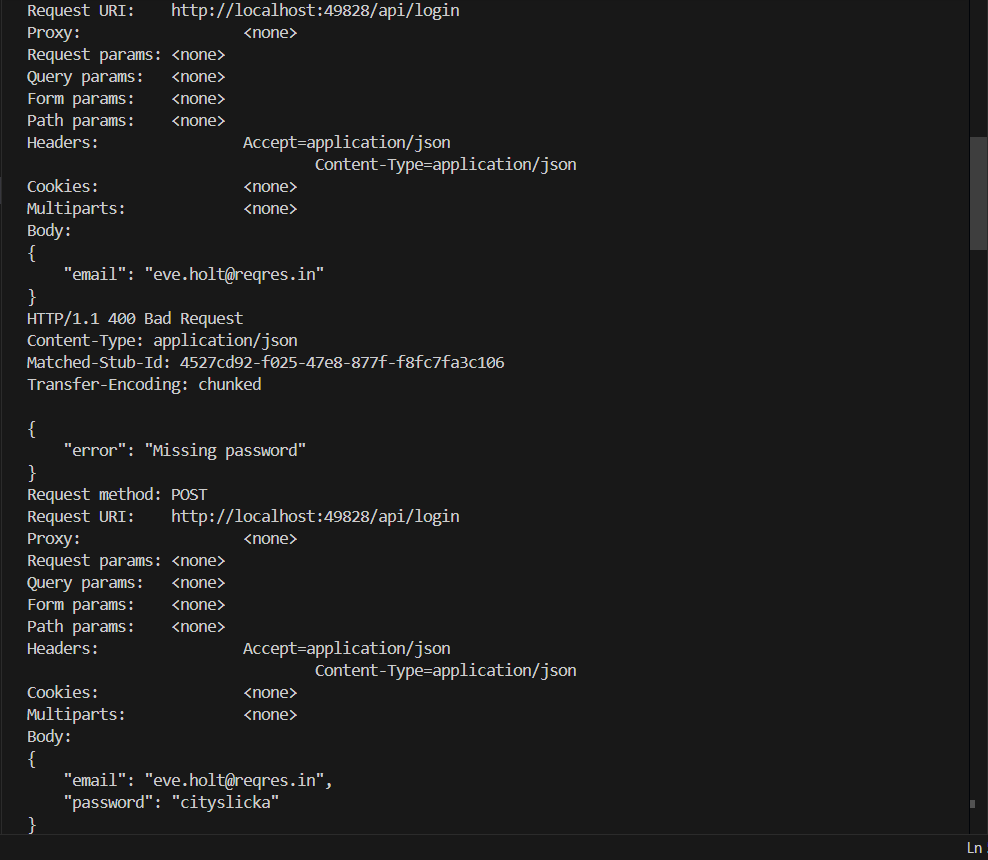 Request URI:    http://localhost:49828/api/login
Proxy:                  <none>
Request params: <none>
Query params:   <none>
Form params:    <none>
Path params:    <none>
Headers:                Accept=application/json
                                Content-Type=application/json
Cookies:                <none>
Multiparts:             <none>
Body:
{
    "email": "eve.holt@reqres.in"
}
HTTP/1.1 400 Bad Request
Content-Type: application/json
Matched-Stub-Id: 4527cd92-f025-47e8-877f-f8fc7fa3c106
Transfer-Encoding: chunked

{
    "error": "Missing password"
}
Request method: POST
Request URI:    http://localhost:49828/api/login
Proxy:                  <none>
Request params: <none>
Query params:   <none>
Form params:    <none>
Path params:    <none>
Headers:                Accept=application/json
                                Content-Type=application/json
Cookies:                <none>
Multiparts:             <none>
Body:
{
    "email": "eve.holt@reqres.in",
    "password": "cityslicka"
}
Ln